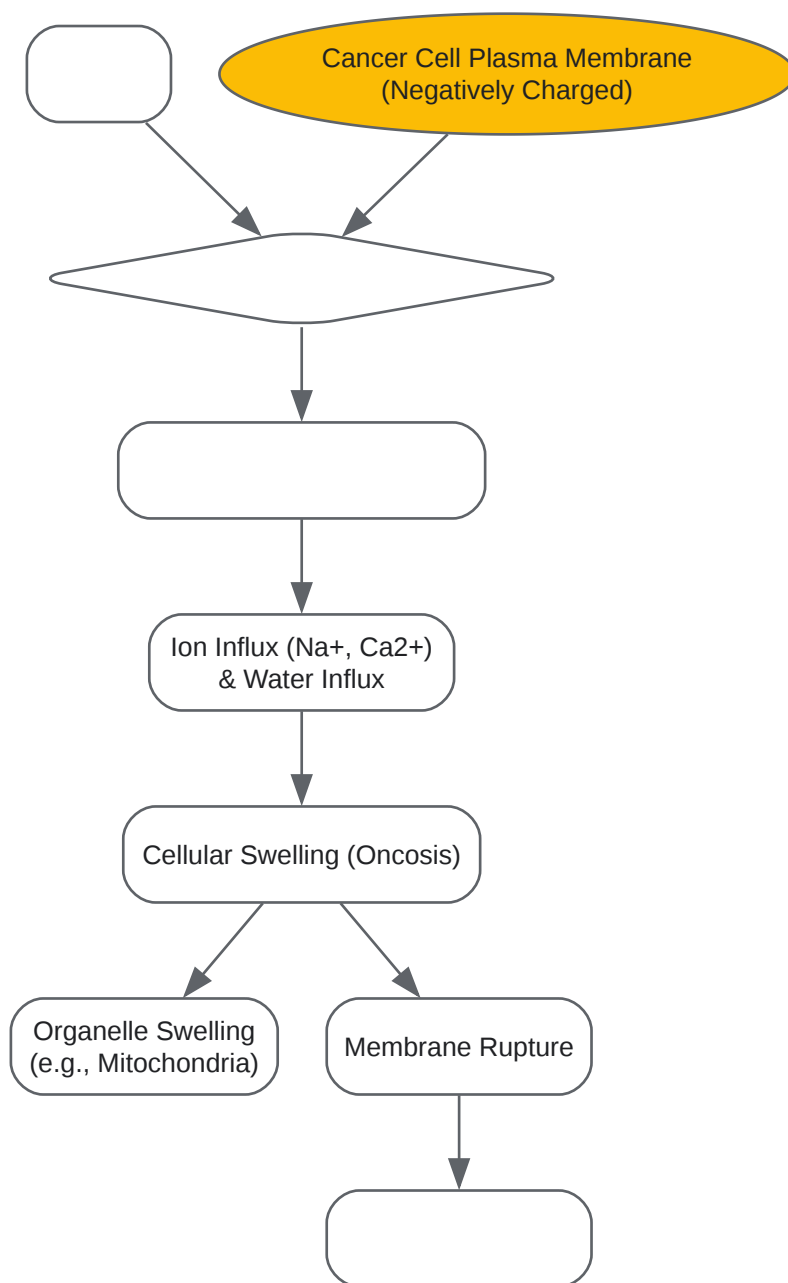 Cancer Cell Plasma Membrane
(Negatively Charged)
Ion Influx (Na+, Ca2+)
& Water Influx
Cellular Swelling (Oncosis)
Organelle Swelling
(e.g., Mitochondria)
Membrane Rupture